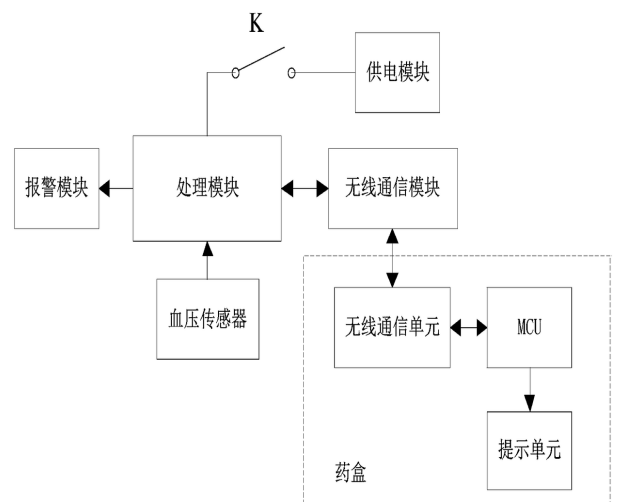 K
供电模块
报警模块
处理模块
无线通信模块
血压传感器
无线通信单元
MCU
提示单元
药盒